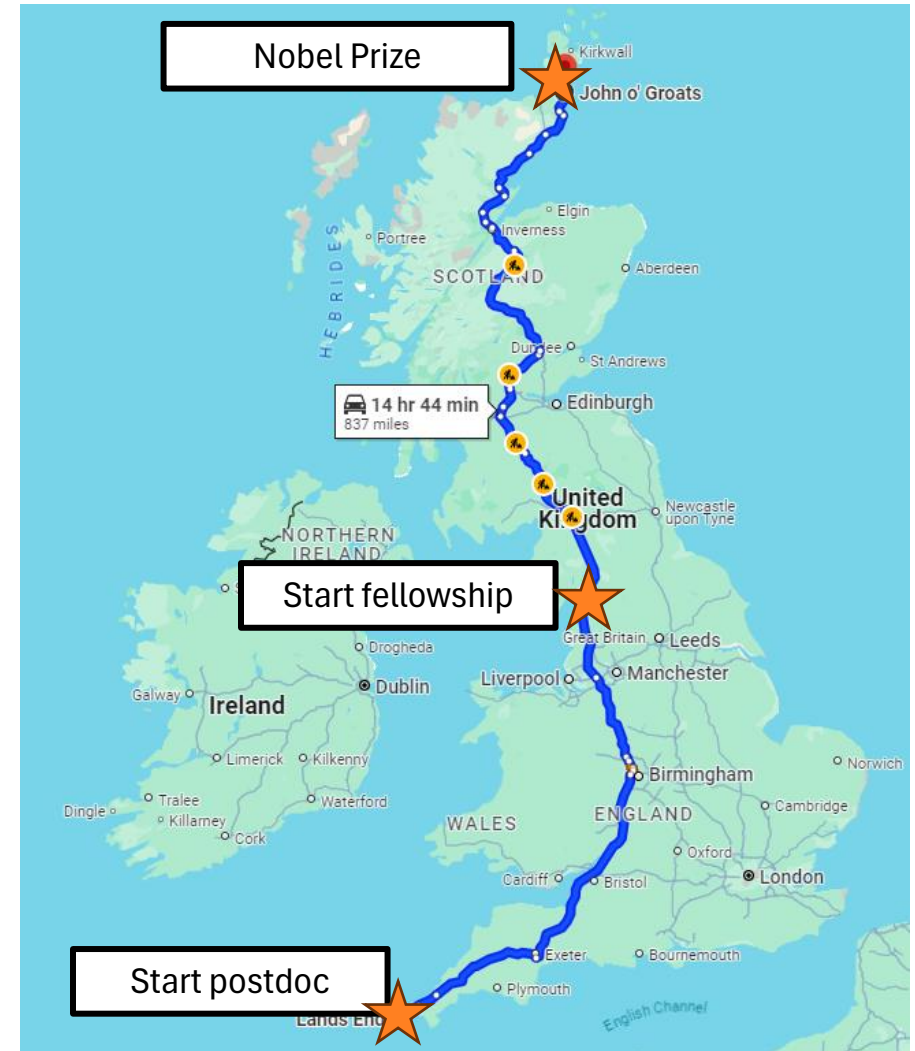 Nobel Prize
Kirkwall
John o' Groats
Elgin
Inverness
Portree
HEBRIDES
SCOTLAND
Aberdeen
Dundee
St Andrews
14 hr 44 min
837 miles
Edinburgh
United
Kingdom
Newcastle
upon Tyne
NORTHERN
IRELAND
Start fellowship
Great Britain
Leeds
Drogheda
Liverpool
Manchester
Galway
Dublin
Ireland
Limerick
Kilkenny
Birmingham
Norwich
Dingle
Tralee
Waterford
Killarney
Cork
WALES
ENGLAND
Cambridge
Oxford
Cardiff
Bristol
London
Exeter
Bournemouth
Start postdoc
Plymouth
Lands End
English Channel